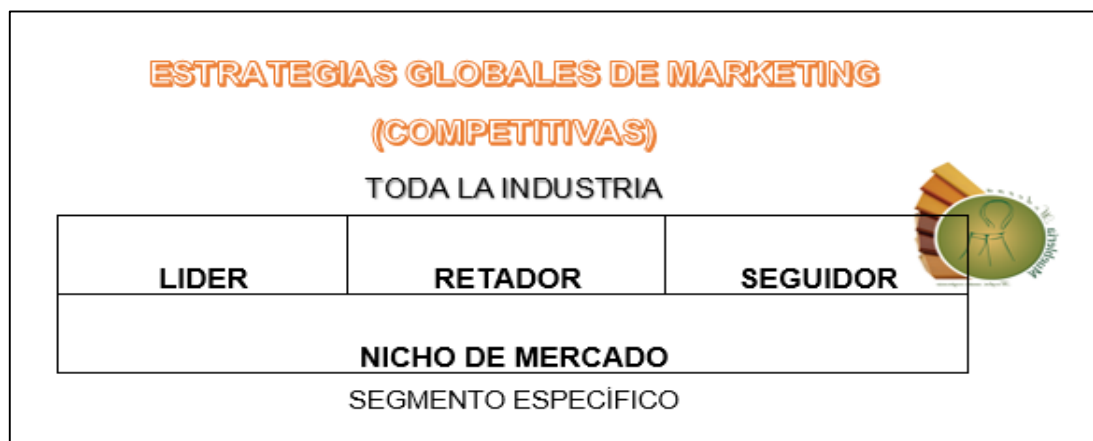 ESTRATEGIAS GLOBALES DE MARKETING
(COMPETITIVAS)
TODA LA INDUSTRIA
LIDER RETADOR SEGUIDOR
NICHO DE MERCADO
SEGMENTO ESPECÍFICO